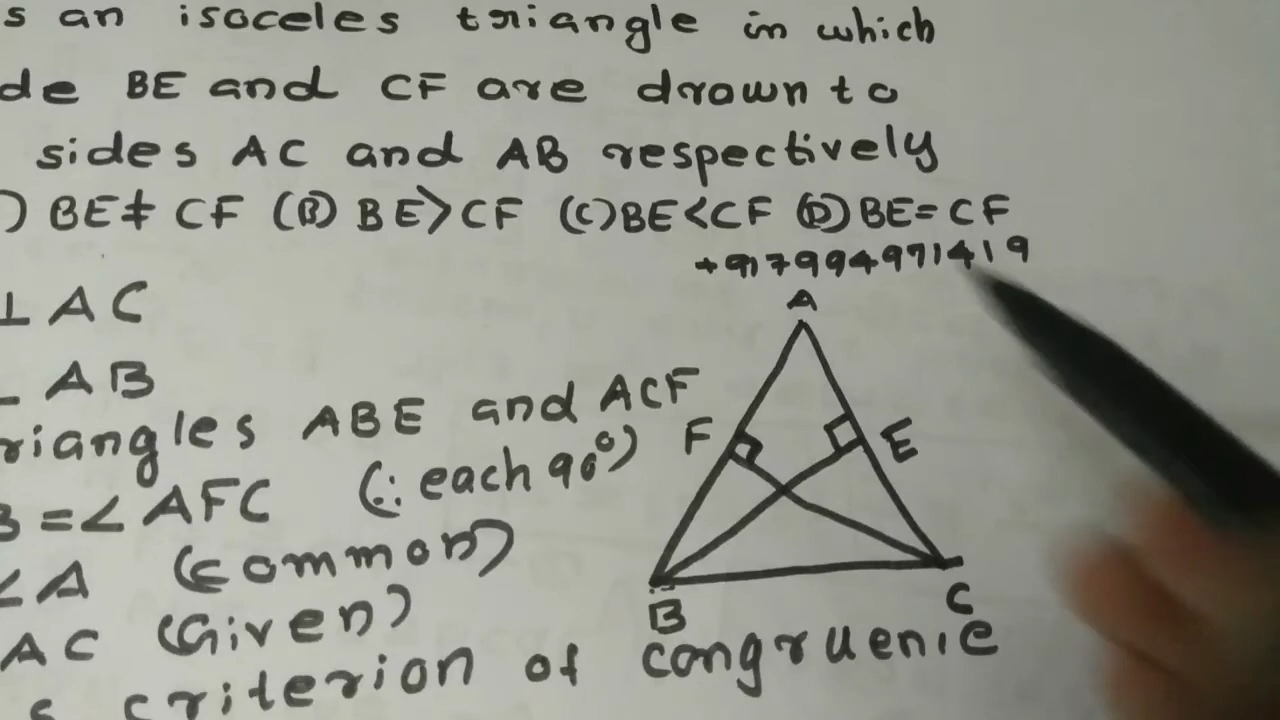 s an isoceles triangle in which
de BE and CF are drawn to
sides AC and AB respectively
) BE≠ CF (B) BE>CF (C)BE<CF (D)BE=CF
+917994971419
⊥ AC
A
⊥ AB
riangles ABE and ACF
F
E
B =∠AFC (∵ each 90°)
∠A (common)
AC (Given)
B
C
s criterion of congruenie